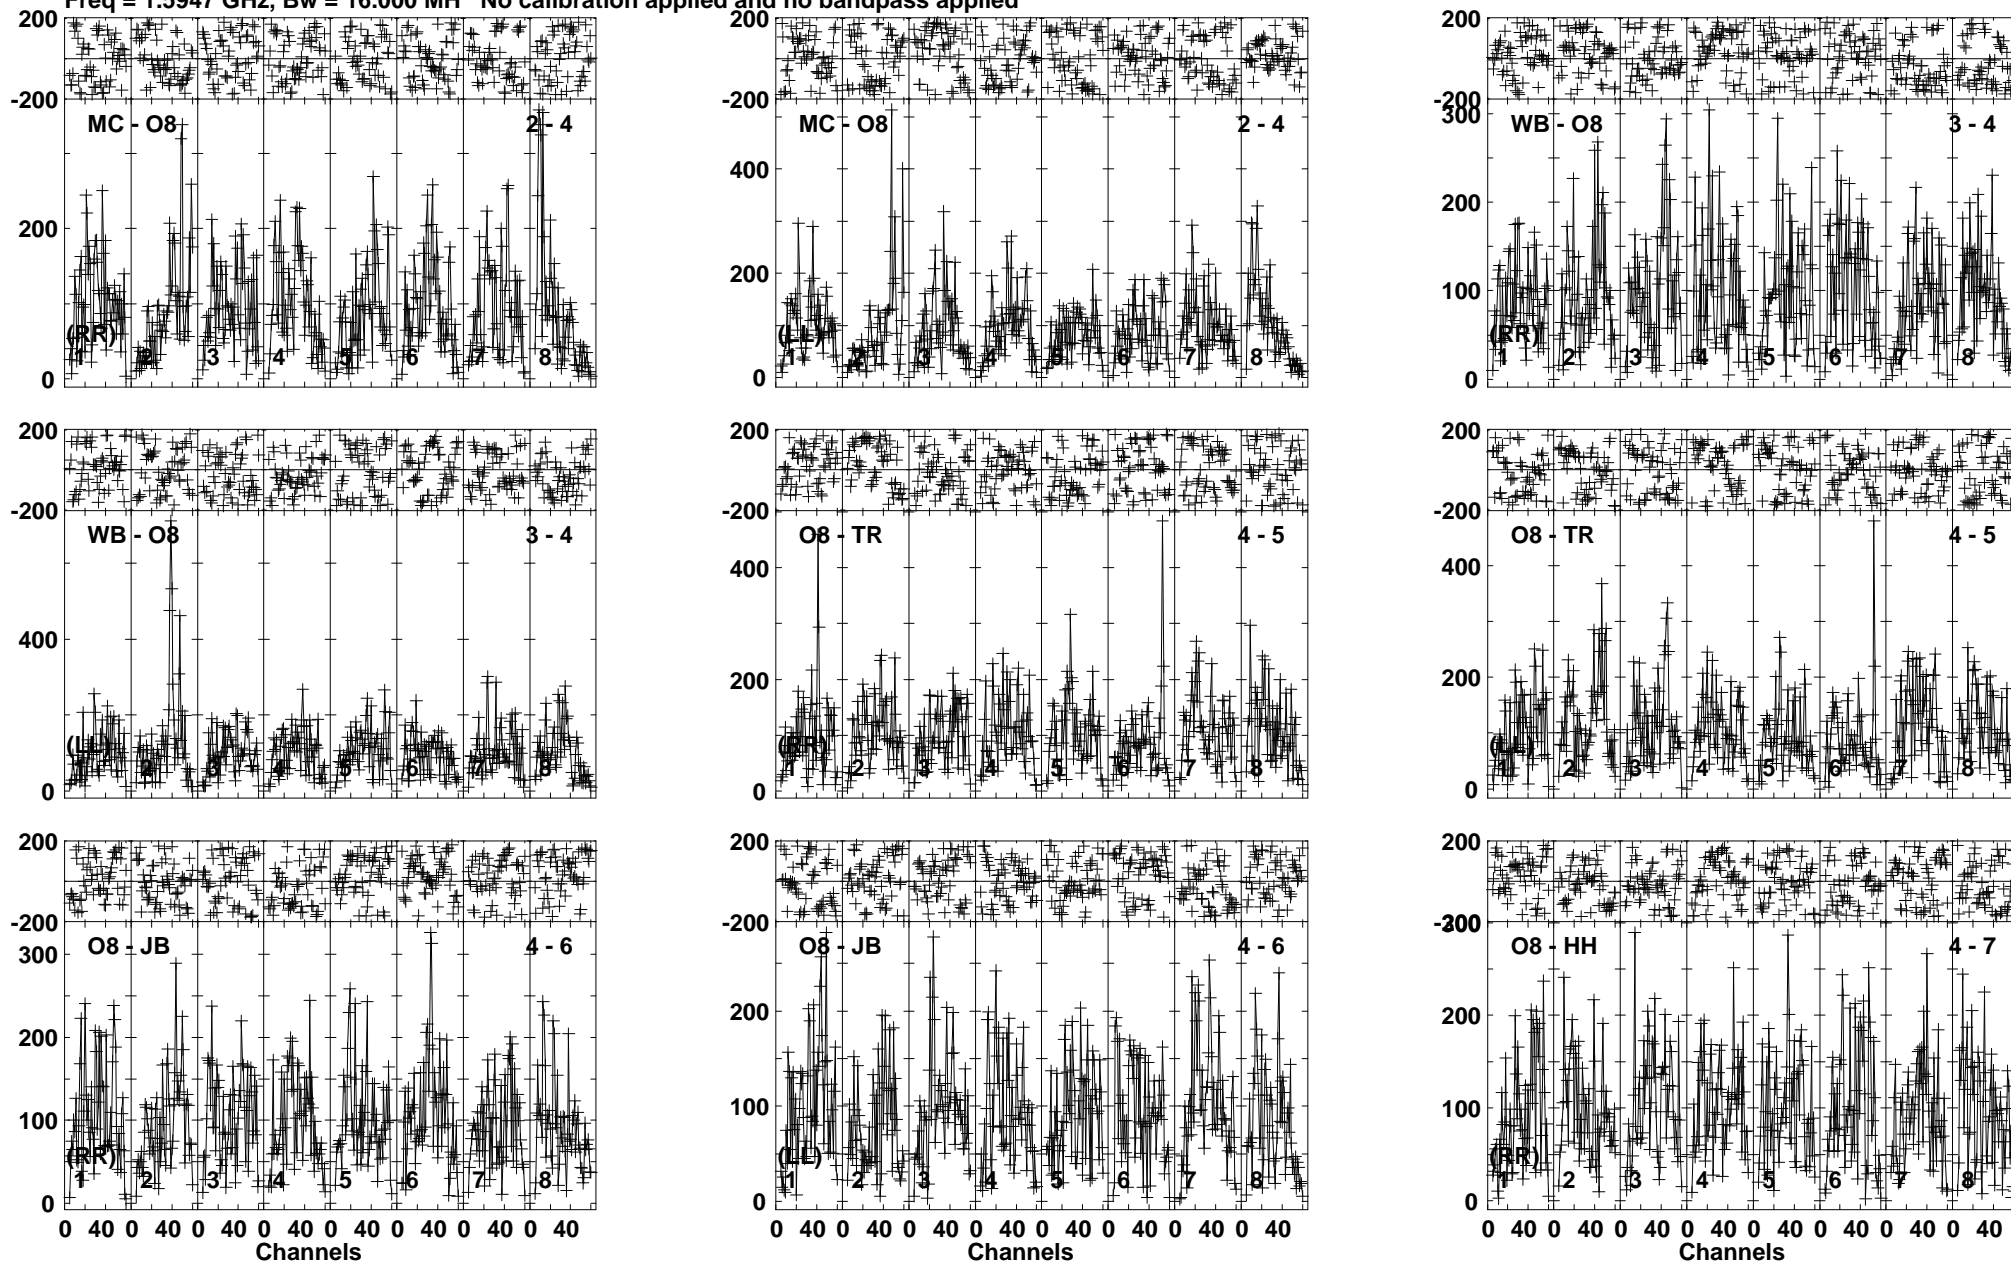 Freq = 1.5947 GHz, Bw = 16.000 MH No calibration applied and no bandpass applied
200 200 200
-200 -200 -200
MC - O8 2 - 4 MC - O8 2 - 4 WB - O8 3 - 4
200 400 200 300 200 100
0 0 0
(RR) (LL) (RR)
1 2 3 4 5 6 7 8 1 2 3 4 5 6 7 8 1 2 3 4 5 6 7 8
200 200 200
-200 -200 -200
WB - O8 3 - 4 O8 - TR 4 - 5 O8 - TR 4 - 5
400 400 200 400 200
0 0 0
(LL) (RR) (LL)
1 2 3 4 5 6 7 8 1 2 3 4 5 6 7 8 1 2 3 4 5 6 7 8
200 200 200
-200 -200 -200
O8 - JB 4 - 6 O8 - JB 4 - 6 O8 - HH 4 - 7
300 200 100 200 100 300 200 100
0 0 0
(RR) (LL) (RR)
1 2 3 4 5 6 7 8 1 2 3 4 5 6 7 8 1 2 3 4 5 6 7 8
0 40 0 40 0 40 0 40 0 40 0 40 0 40 0 40 0 40 0 40 0 40 0 40 0 40 0 40 0 40 0 40 0 40 0 40 0 40 0 40 0 40 0 40 0 40 0 40
Channels Channels Channels